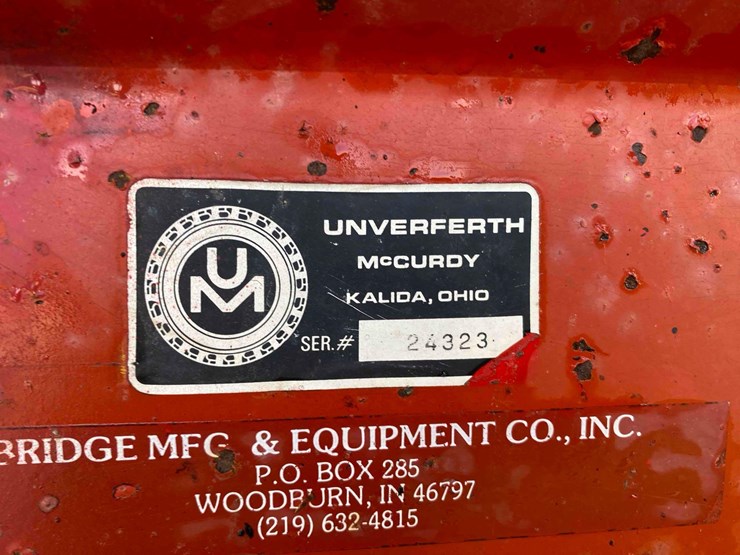 UM
UNVERFERTH
McCURDY
KALIDA, OHIO
SER.# 24323
BRIDGE MFG & EQUIPMENT CO., INC.
P.O. BOX 285
WOODBURN, IN 46797
(219) 632-4815